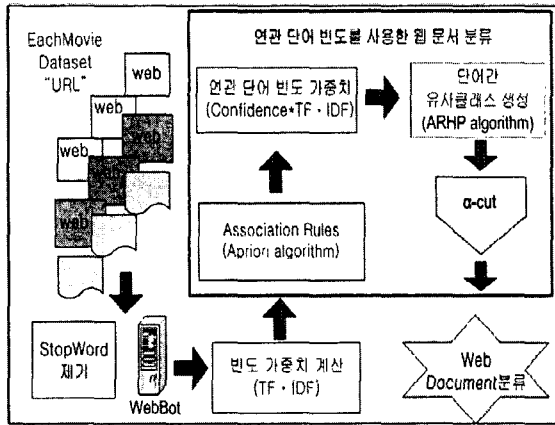 EachMovie
Dataset
"URL"
web
web
web
web
web
web
StopWord
제거
WebBot
빈도 가중치 계산
(TF · IDF)
연관 단어 빈도를 사용한 웹 문서 분류
연관 단어 빈도 가중치
(Confidence*TF · IDF)
단어간
유사클래스 생성
(ARHP algorithm)
Association Rules
(Apriori algorithm)
α-cut
Web
Document분류